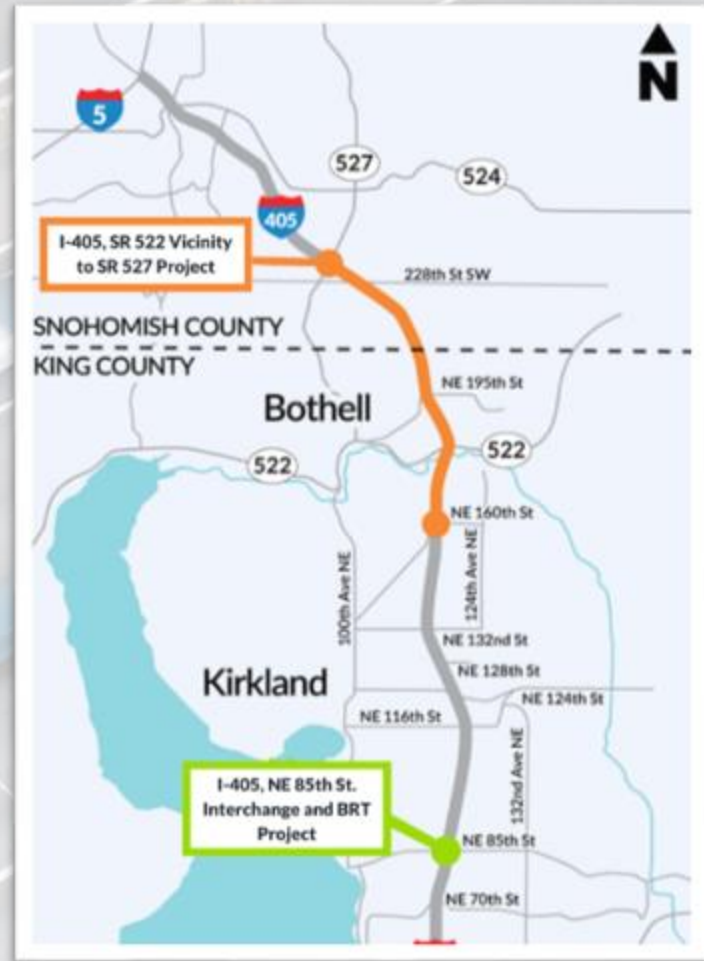 N
5
527
524
405
I-405, SR 522 Vicinity
to SR 527 Project
228th St SW
SNOHOMISH COUNTY
KING COUNTY
NE 195th St
Bothell
522
522
NE 160th St
100th Ave NE
124th Ave NE
NE 132nd St
NE 128th St
Kirkland
NE 124th St
NE 116th St
132nd Ave NE
I-405, NE 85th St.
Interchange and BRT
Project
NE 85th St
NE 70th St